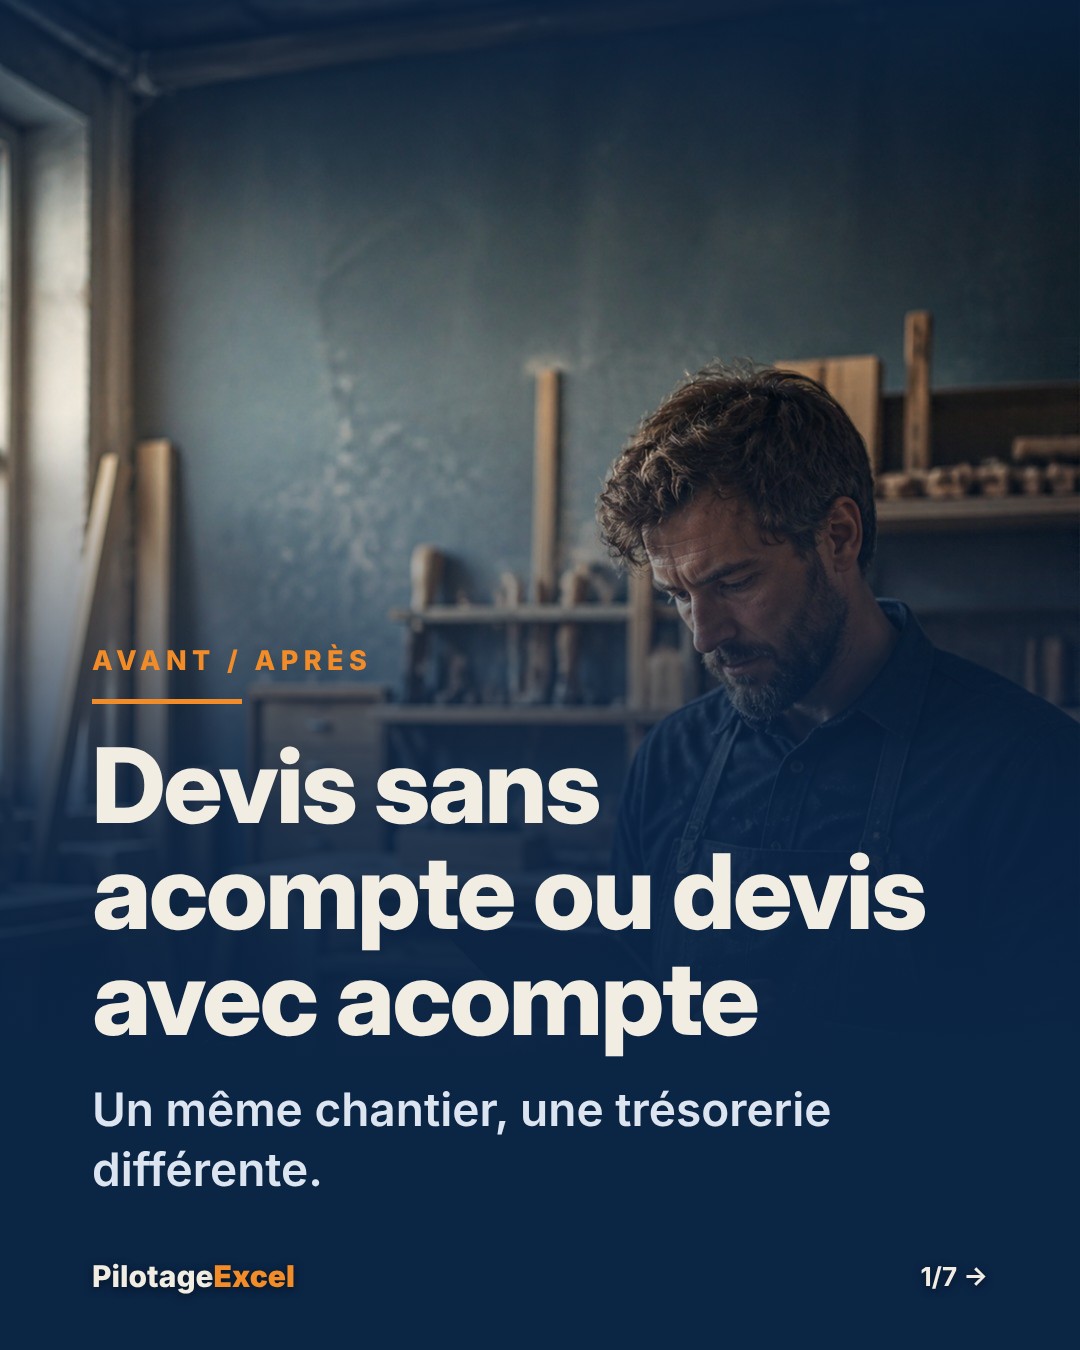 AVANT / APRÈS
Devis sans
acompte ou devis
avec acompte
Un même chantier, une trésorerie
différente.
PilotageExcel
1/7 →